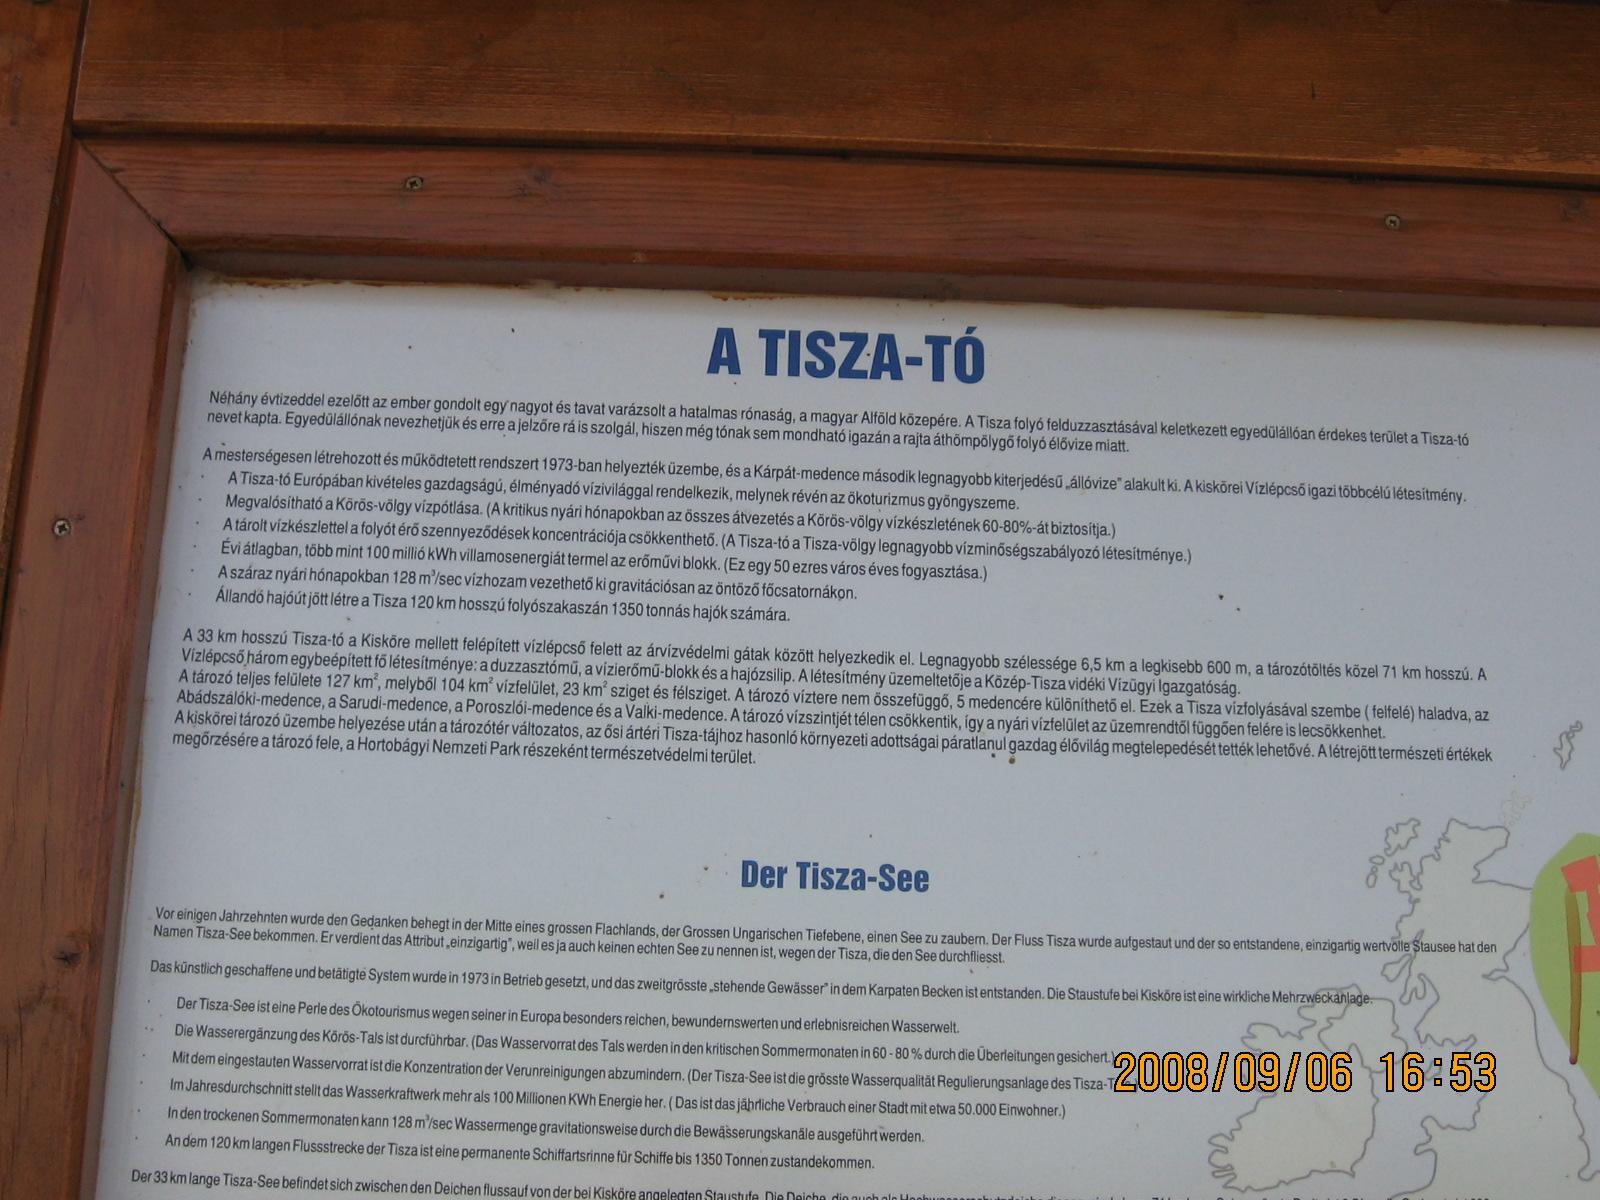 A TISZA-TÓ
Néhány évtizeddel ezelőtt az ember gondolt egy nagyot és tavat varázsolt a hatalmas rónaság, a magyar Alföld közepére. A Tisza folyó felduzzasztásával keletkezett egyedülállóan érdekes terület a Tisza-tó
nevet kapta. Egyedülállónak nevezhetjük és erre a jelzőre rá is szolgál, hiszen még tónak sem mondható igazán a rajta áthömpölygő folyó élővize miatt.
A mesterségesen létrehozott és működtetett rendszert 1973-ban helyezték üzembe, és a Kárpát-medence második legnagyobb kiterjedésű „állóvize” alakult ki. A kiskörei Vízlépcső igazi többcélú létesítmény.
· A Tisza-tó Európában kivételes gazdagságú, élményadó vízivilággal rendelkezik, melynek révén az ökoturizmus gyöngyszeme.
· Megvalósítható a Körös-völgy vízpótlása. (A kritikus nyári hónapokban az összes átvezetés a Körös-völgy vízkészletének 60-80%-át biztosítja.)
· A tárolt vízkészlettel a folyót érő szennyeződések koncentrációja csökkenthető. (A Tisza-tó a Tisza-völgy legnagyobb vízminőségszabályozó létesítménye.)
· Évi átlagban, több mint 100 millió kWh villamosenergiát termel az erőművi blokk. (Ez egy 50 ezres város éves fogyasztása.)
· A száraz nyári hónapokban 128 m³/sec vízhozam vezethető ki gravitációsan az öntöző főcsatornákon.
· Állandó hajóút jött létre a Tisza 120 km hosszú folyószakaszán 1350 tonnás hajók számára.
A 33 km hosszú Tisza-tó a Kisköre mellett felépített vízlépcső felett az árvízvédelmi gátak között helyezkedik el. Legnagyobb szélessége 6,5 km a legkisebb 600 m, a tározótöltés közel 71 km hosszú. A
Vízlépcső három egybeépített fő létesítménye: a duzzasztómű, a vízierőmű-blokk és a hajózsilip. A létesítmény üzemeltetője a Közép-Tisza vidéki Vízügyi Igazgatóság.
A tározó teljes felülete 127 km², melyből 104 km² vízfelület, 23 km² sziget és félsziget. A tározó víztere nem összefüggő, 5 medencére különíthető el. Ezek a Tisza vízfolyásával szembe ( felfelé) haladva, az
Abádszalóki-medence, a Sarudi-medence, a Poroszlói-medence és a Valki-medence. A tározó vízszintjét télen csökkentik, így a nyári vízfelület az üzemrendtől függően felére is lecsökkenhet.
A kiskörei tározó üzembe helyezése után a tározótér változatos, az ősi ártéri Tisza-tájhoz hasonló környezeti adottságai páratlanul gazdag élővilág megtelepedését tették lehetővé. A létrejött természeti értékek
megőrzésére a tározó fele, a Hortobágyi Nemzeti Park részeként természetvédelmi terület.
Der Tisza-See
Vor einigen Jahrzehnten wurde den Gedanken behegt in der Mitte eines grossen Flachlands, der Grossen Ungarischen Tiefebene, einen See zu zaubern. Der Fluss Tisza wurde aufgestaut und der so entstandene, einzigartig wertvolle Stausee hat den
Namen Tisza-See bekommen. Er verdient das Attribut „einzigartig”, weil es ja auch keinen echten See zu nennen ist, wegen der Tisza, die den See durchfliesst.
Das künstlich geschaffene und betätigte System wurde in 1973 in Betrieb gesetzt, und das zweitgrösste „stehende Gewässer” in dem Karpaten Becken ist entstanden. Die Staustufe bei Kisköre ist eine wirkliche Mehrzweckanlage.
· Der Tisza-See ist eine Perle des Ökotourismus wegen seiner in Europa besonders reichen, bewundernswerten und erlebnisreichen Wasserwelt.
· Die Wasserergänzung des Körös-Tals ist durcführbar. (Das Wasservorrat des Tals werden in den kritischen Sommermonaten in 60 - 80 % durch die Überleitungen gesichert.)
· Mit dem eingestauten Wasservorrat ist die Konzentration der Verunreinigungen abzumindern. (Der Tisza-See ist die grösste Wasserqualität Regulierungsanlage des Tisza-T
· Im Jahresdurchschnitt stellt das Wasserkraftwerk mehr als 100 Millionen KWh Energie her. ( Das ist das jährliche Verbrauch einer Stadt mit etwa 50.000 Einwohner.)
· In den trockenen Sommermonaten kann 128 m³/sec Wassermenge gravitationsweise durch die Bewässerungskanäle ausgeführt werden.
· An dem 120 km langen Flussstrecke der Tisza ist eine permanente Schiffartsrinne für Schiffe bis 1350 Tonnen zustandekommen.
Der 33 km lange Tisza-See befindet sich zwischen den Deichen flussauf von der bei Kisköre angelegten Staustufe. Die Deiche, die auch als
2008/09/06 16:53